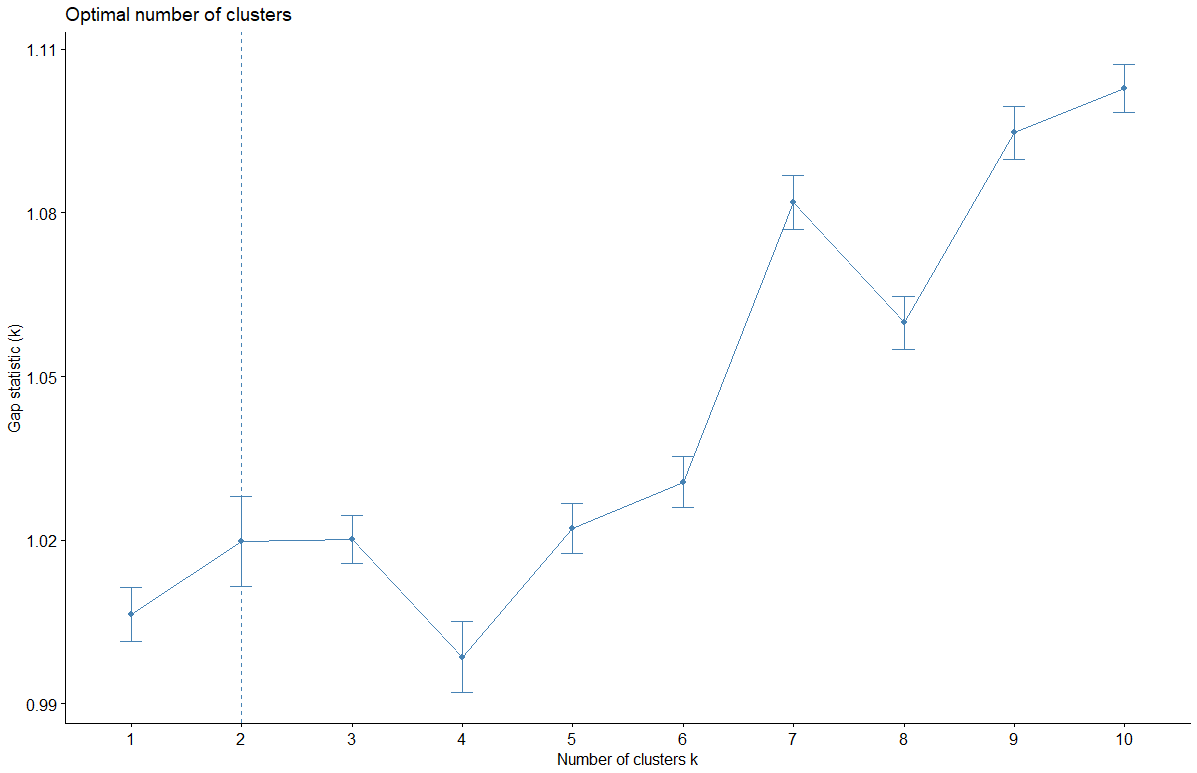 Optimal number of clusters
1.11
1.08
1.05
1.02
0.99
Gap statistic (k)
1 2 3 4 5 6 7 8 9 10
Number of clusters k